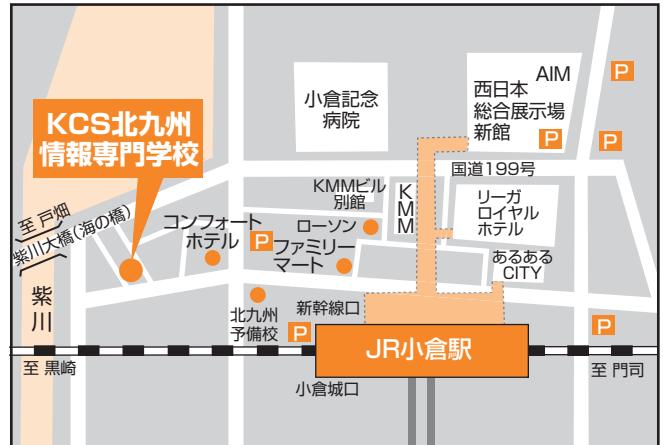 AIM
西日本
総合展示場
新館
P
P
P
小倉記念
病院
KCS北九州
情報専門学校
国道199号
KMMビル
別館
KMM
リーガ
ロイヤル
ホテル
至 戸畑
紫川大橋(海の橋)
コンフォート
ホテル
P
ローソン
ファミリー
マート
あるある
CITY
紫川
北九州
予備校
新幹線口
P
P
JR小倉駅
至 黒崎
小倉城口
至 門司